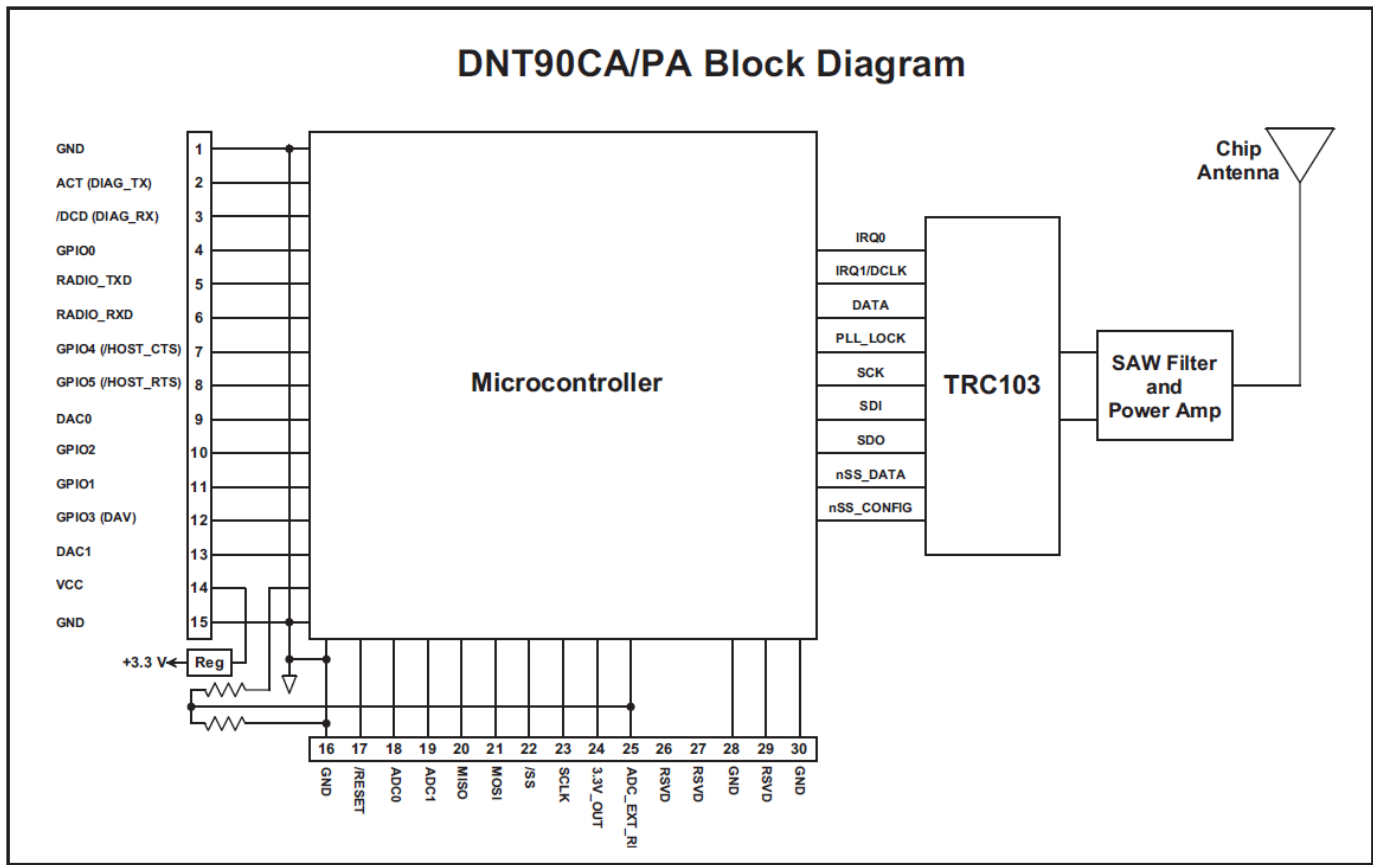 DNT90CA/PA Block Diagram
GND
1
ACT (DIAG_TX)
2
/DCD (DIAG_RX)
3
GPIO0
4
RADIO_TXD
5
RADIO_RXD
6
GPIO4 (/HOST_CTS)
7
GPIO5 (/HOST_RTS)
8
DAC0
9
GPIO2
10
GPIO1
11
GPIO3 (DAV)
12
DAC1
13
VCC
14
GND
15
+3.3 V
Reg
Microcontroller
IRQ0
IRQ1/DCLK
DATA
PLL_LOCK
SCK
SDI
SDO
nSS_DATA
nSS_CONFIG
TRC103
SAW Filter
and
Power Amp
Chip
Antenna
16
17
18
19
20
21
22
23
24
25
26
27
28
29
30
GND
/RESET
ADC0
ADC1
MISO
MOSI
/SS
SCLK
3.3V_OUT
ADC_EXT_RI
RSVD
RSVD
GND
RSVD
GND